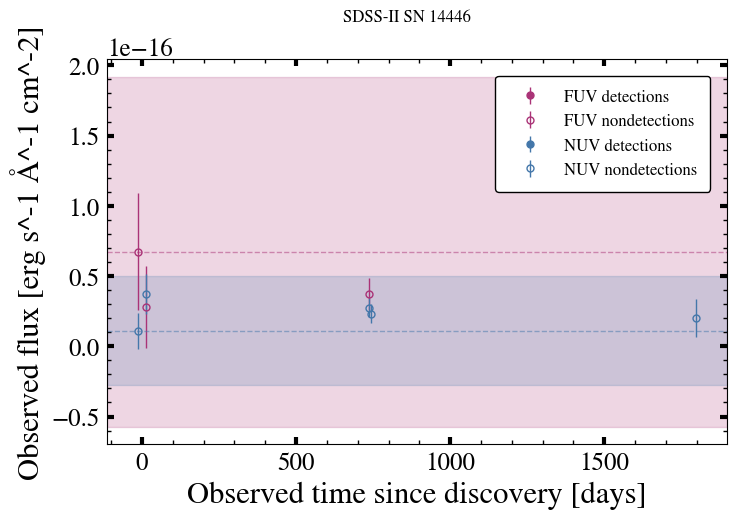 SDSS-II SN 14446
1e−16
2.0
1.5
1.0
0.5
0.0
−0.5
Observed flux [erg s^-1 Å^-1 cm^-2]
FUV detections
FUV nondetections
NUV detections
NUV nondetections
0
500
1000
1500
Observed time since discovery [days]